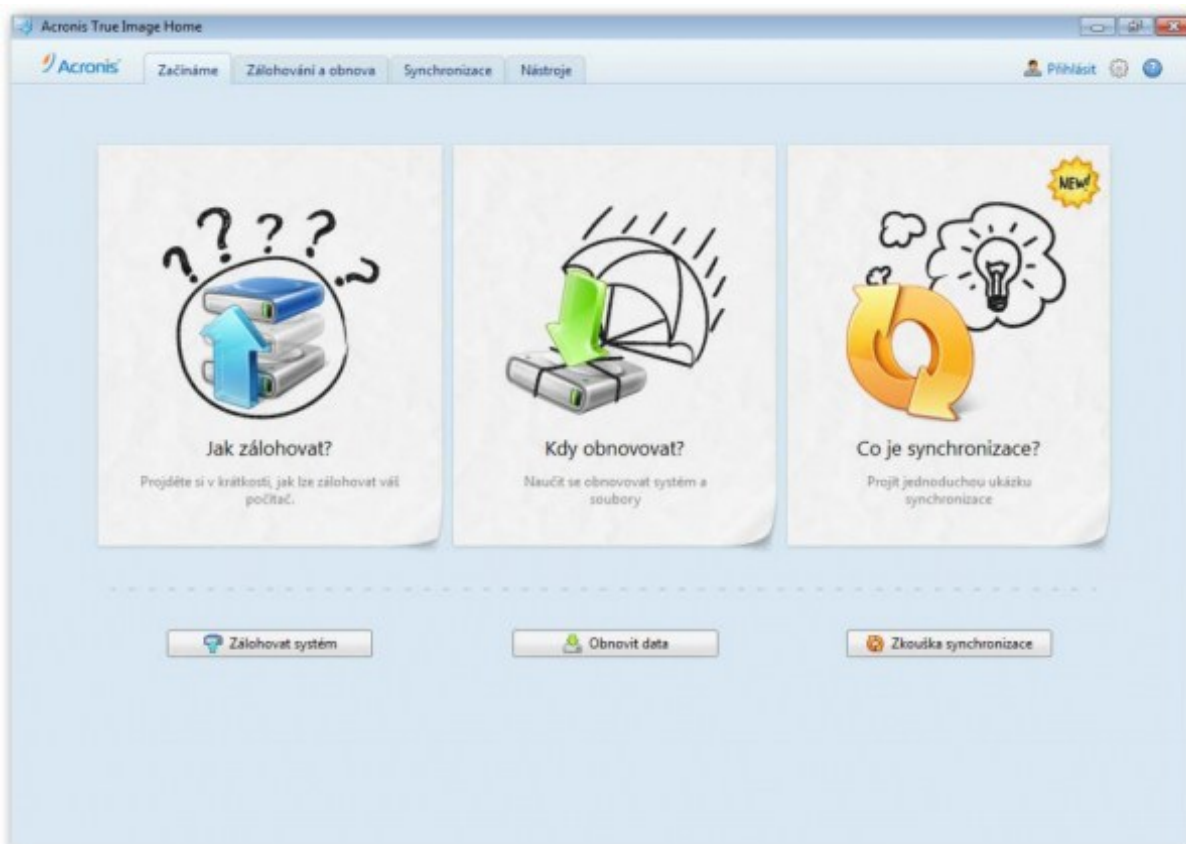 Acronis True Image Home
Acronis
Začínáme
Zálohování a obnova
Synchronizace
Nástroje
Přihlásit
NEW!
Jak zálohovat?
Projděte si v krátkosti, jak lze zálohovat váš
počítač.
Kdy obnovovat?
Naučit se obnovovat systém a
soubory
Co je synchronizace?
Projít jednoduchou ukázku
synchronizace
Zálohovat systém
Obnovit data
Zkouška synchronizace